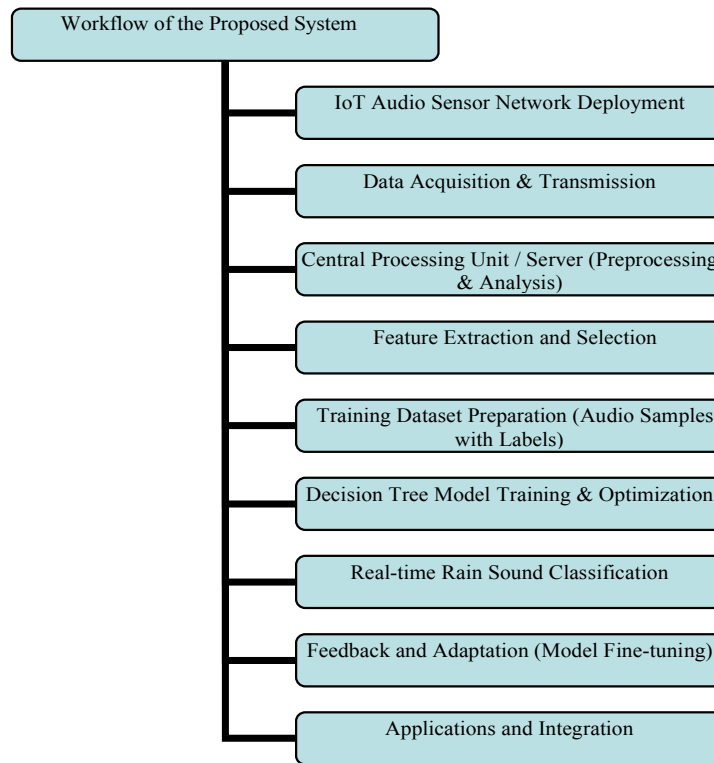 Workflow of the Proposed System
IoT Audio Sensor Network Deployment
Data Acquisition & Transmission
Central Processing Unit / Server (Preprocessing
& Analysis)
Feature Extraction and Selection
Training Dataset Preparation (Audio Samples
with Labels)
Decision Tree Model Training & Optimization
Real-time Rain Sound Classification
Feedback and Adaptation (Model Fine-tuning)
Applications and Integration